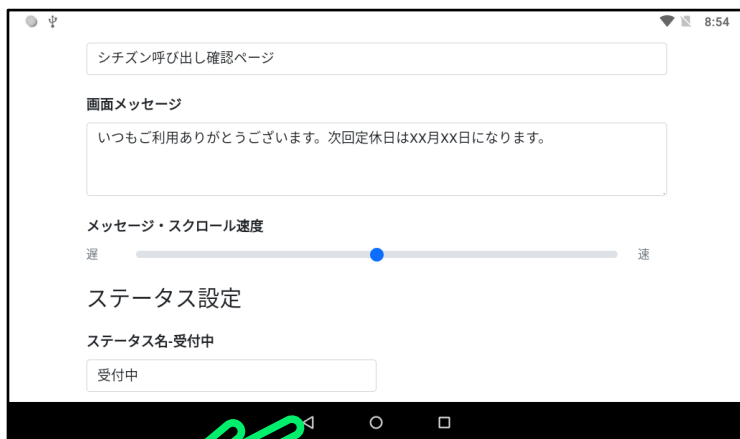 8:54
シチズン呼び出し確認ページ
画面メッセージ
いつもご利用ありがとうございます。次回定休日はXX月XX日になります。
メッセージ・スクロール速度
遅 速
ステータス設定
ステータス名-受付中
受付中